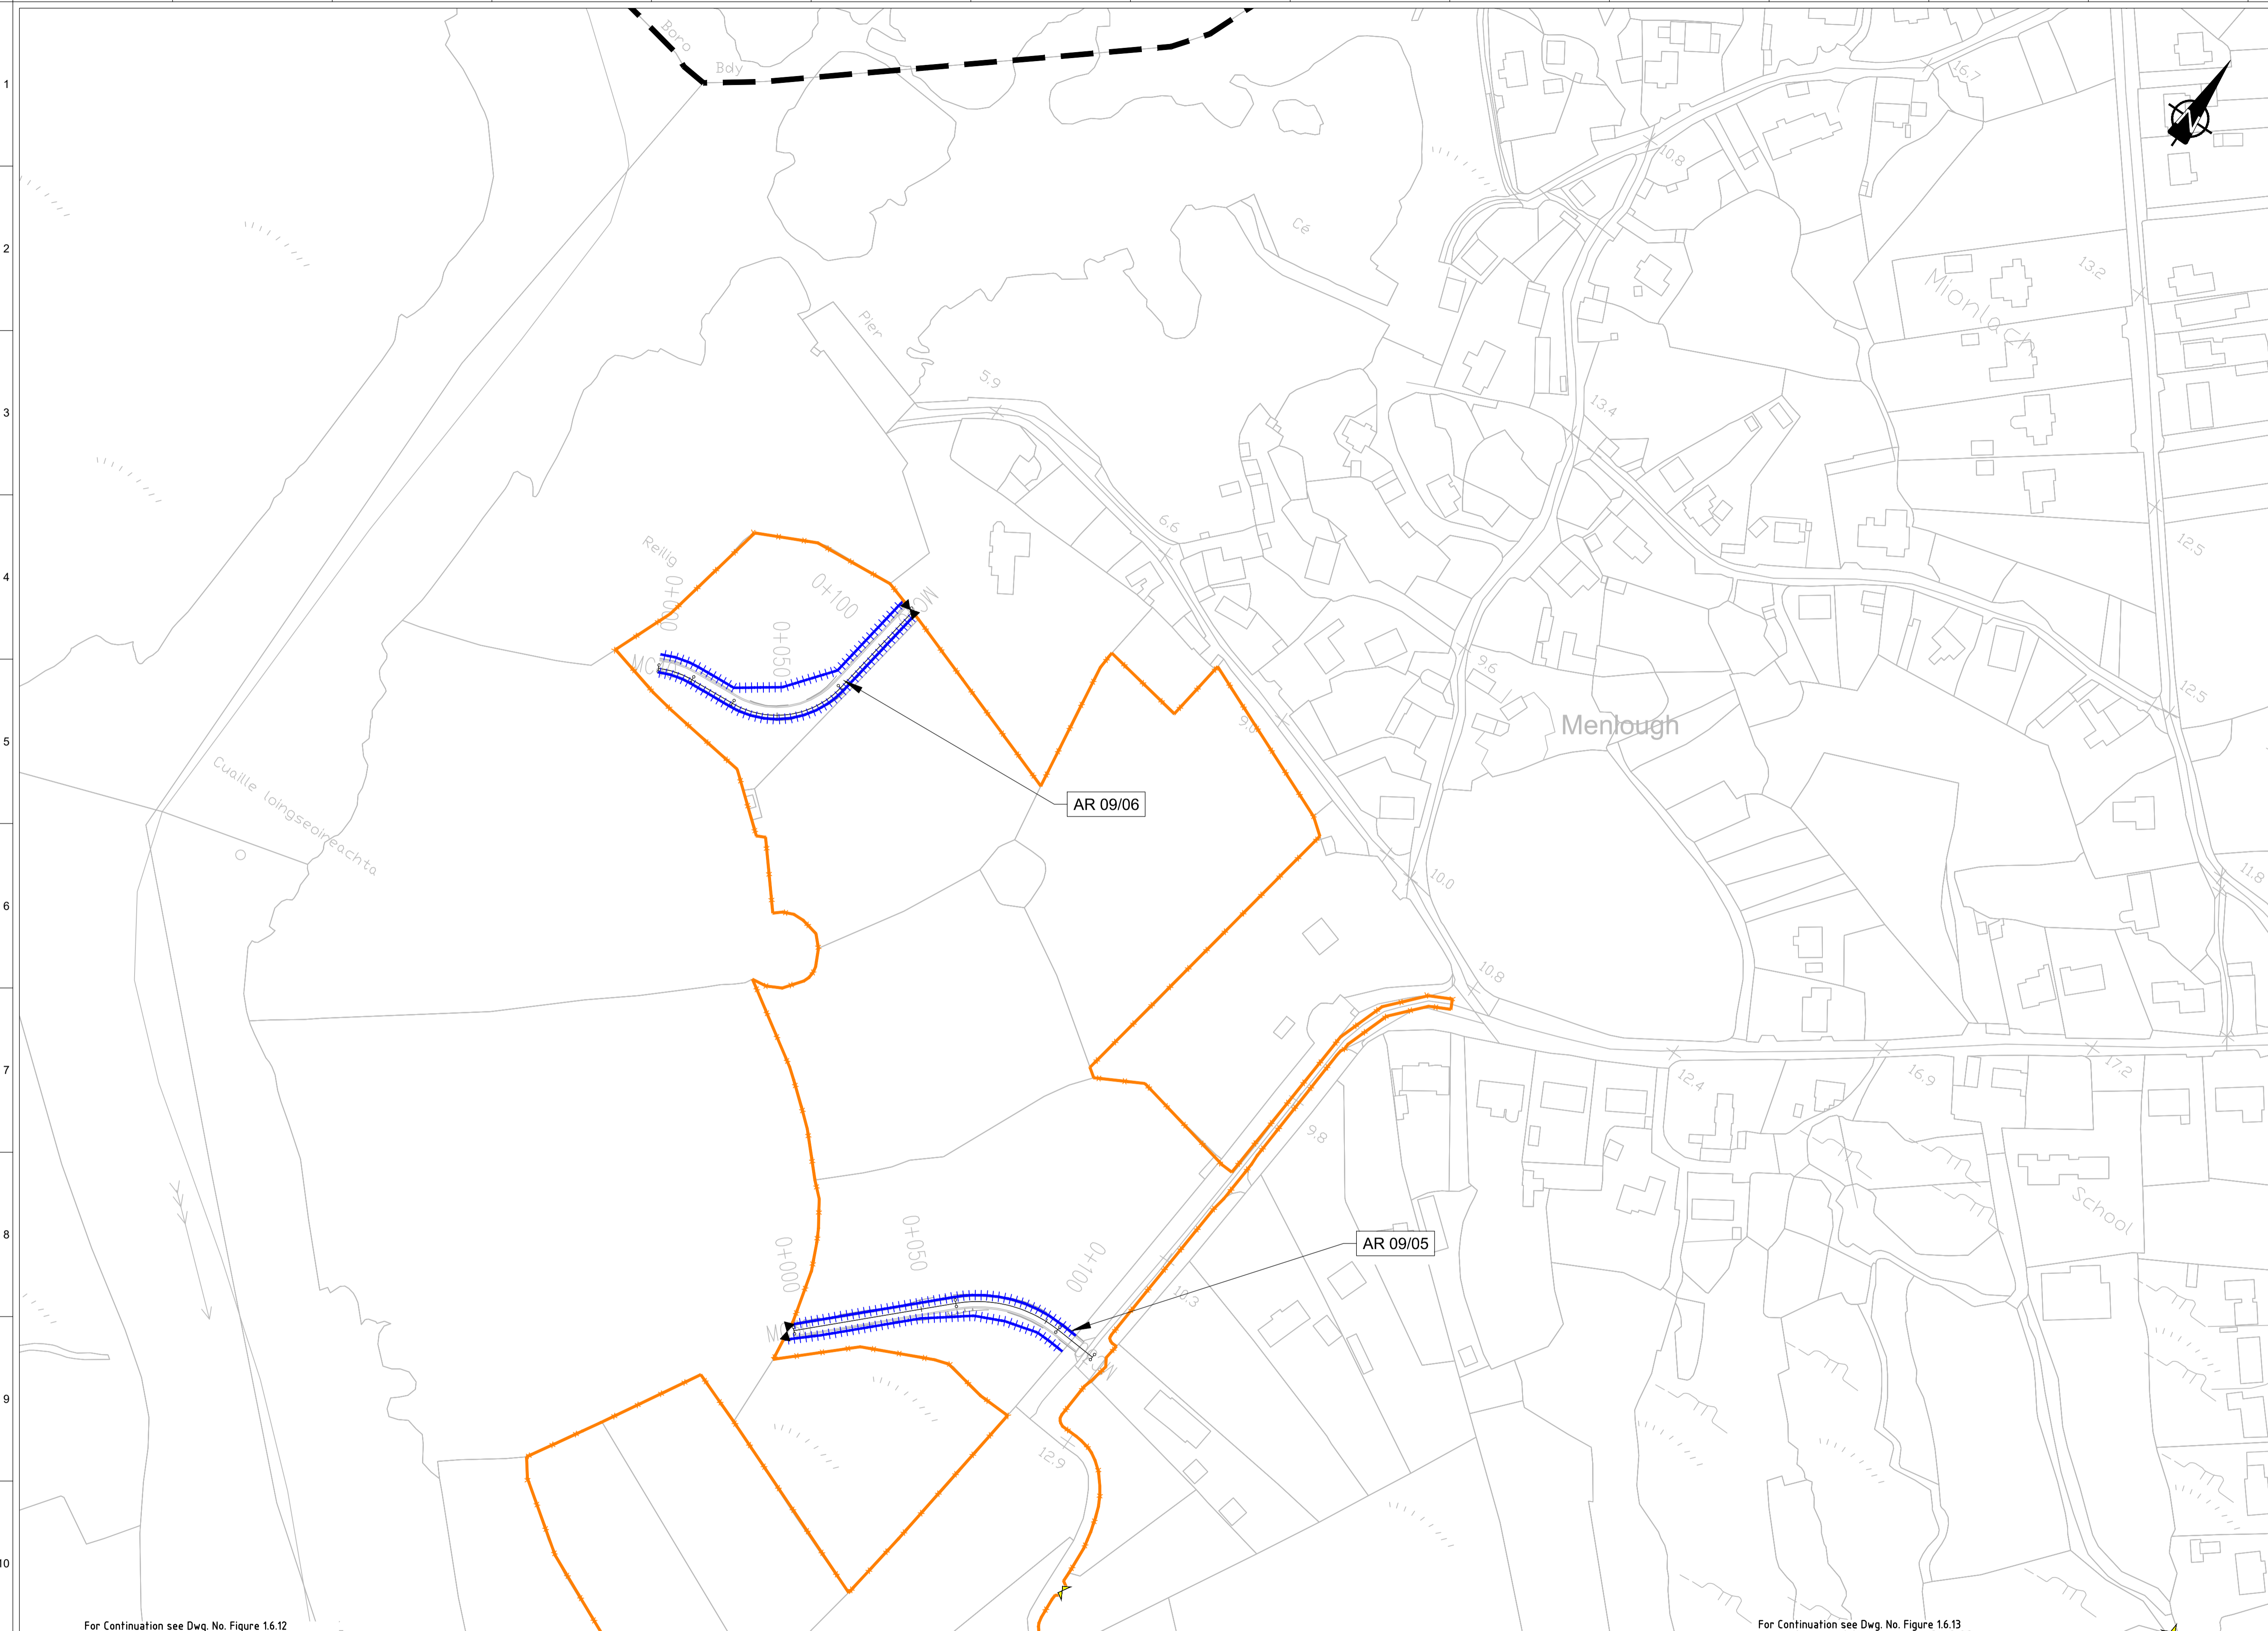 Boro
Bdy
1
16.7
N
10.8
2
Cé
13.2
Mionlach
Pier
5.9
3
13.4
6.6
12.5
Reilig
4
0+000
0+100
0+050
9.6
12.5
Menlough
5
AR 09/06
Cuaille loingseoireachta
10.0
11.8
6
10.8
7
12.4
16.9
17.2
9.8
School
8
0+000
0+050
0+100
AR 09/05
10.3
9
12.9
10
For Continuation see Dwg. No. Figure 1.6.12
For Continuation see Dwg. No. Figure 1.6.13